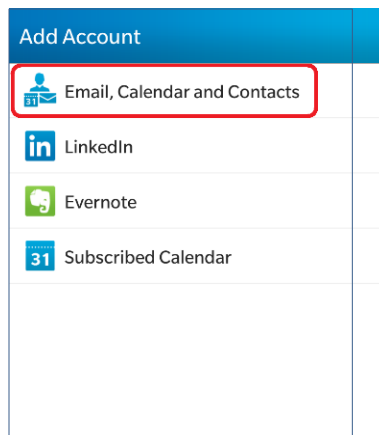 Add Account
31
Email, Calendar and Contacts
in
LinkedIn
Evernote
31
Subscribed Calendar